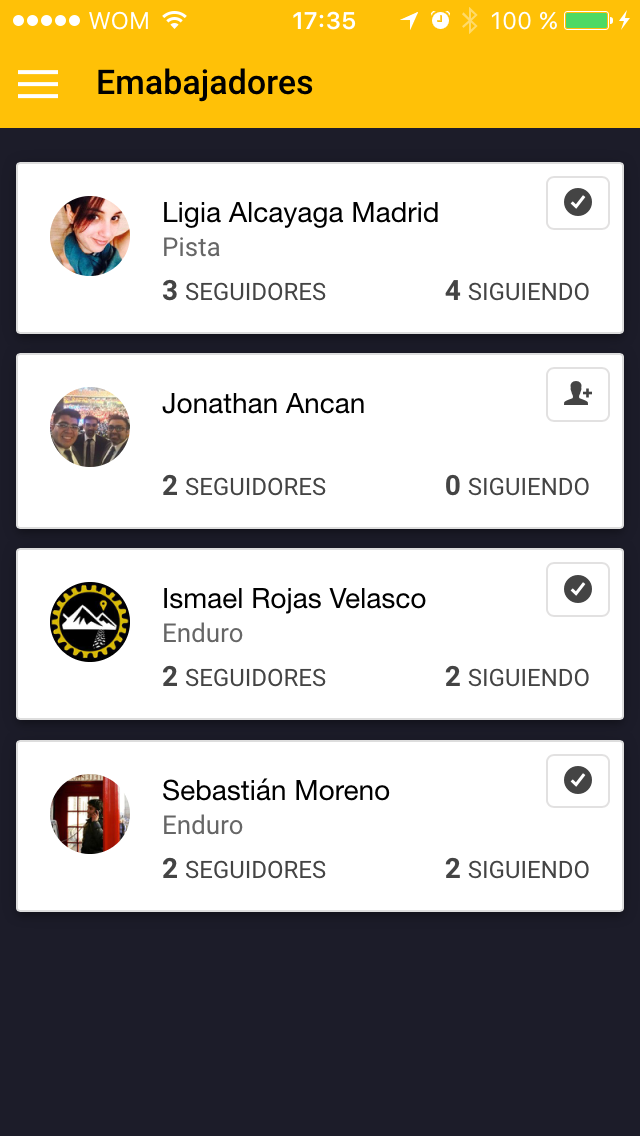 WOM 17:35 100 %
Emabajadores
Ligia Alcayaga Madrid
Pista
3 SEGUIDORES 4 SIGUIENDO
Jonathan Ancan
2 SEGUIDORES 0 SIGUIENDO
Ismael Rojas Velasco
Enduro
2 SEGUIDORES 2 SIGUIENDO
Sebastián Moreno
Enduro
2 SEGUIDORES 2 SIGUIENDO